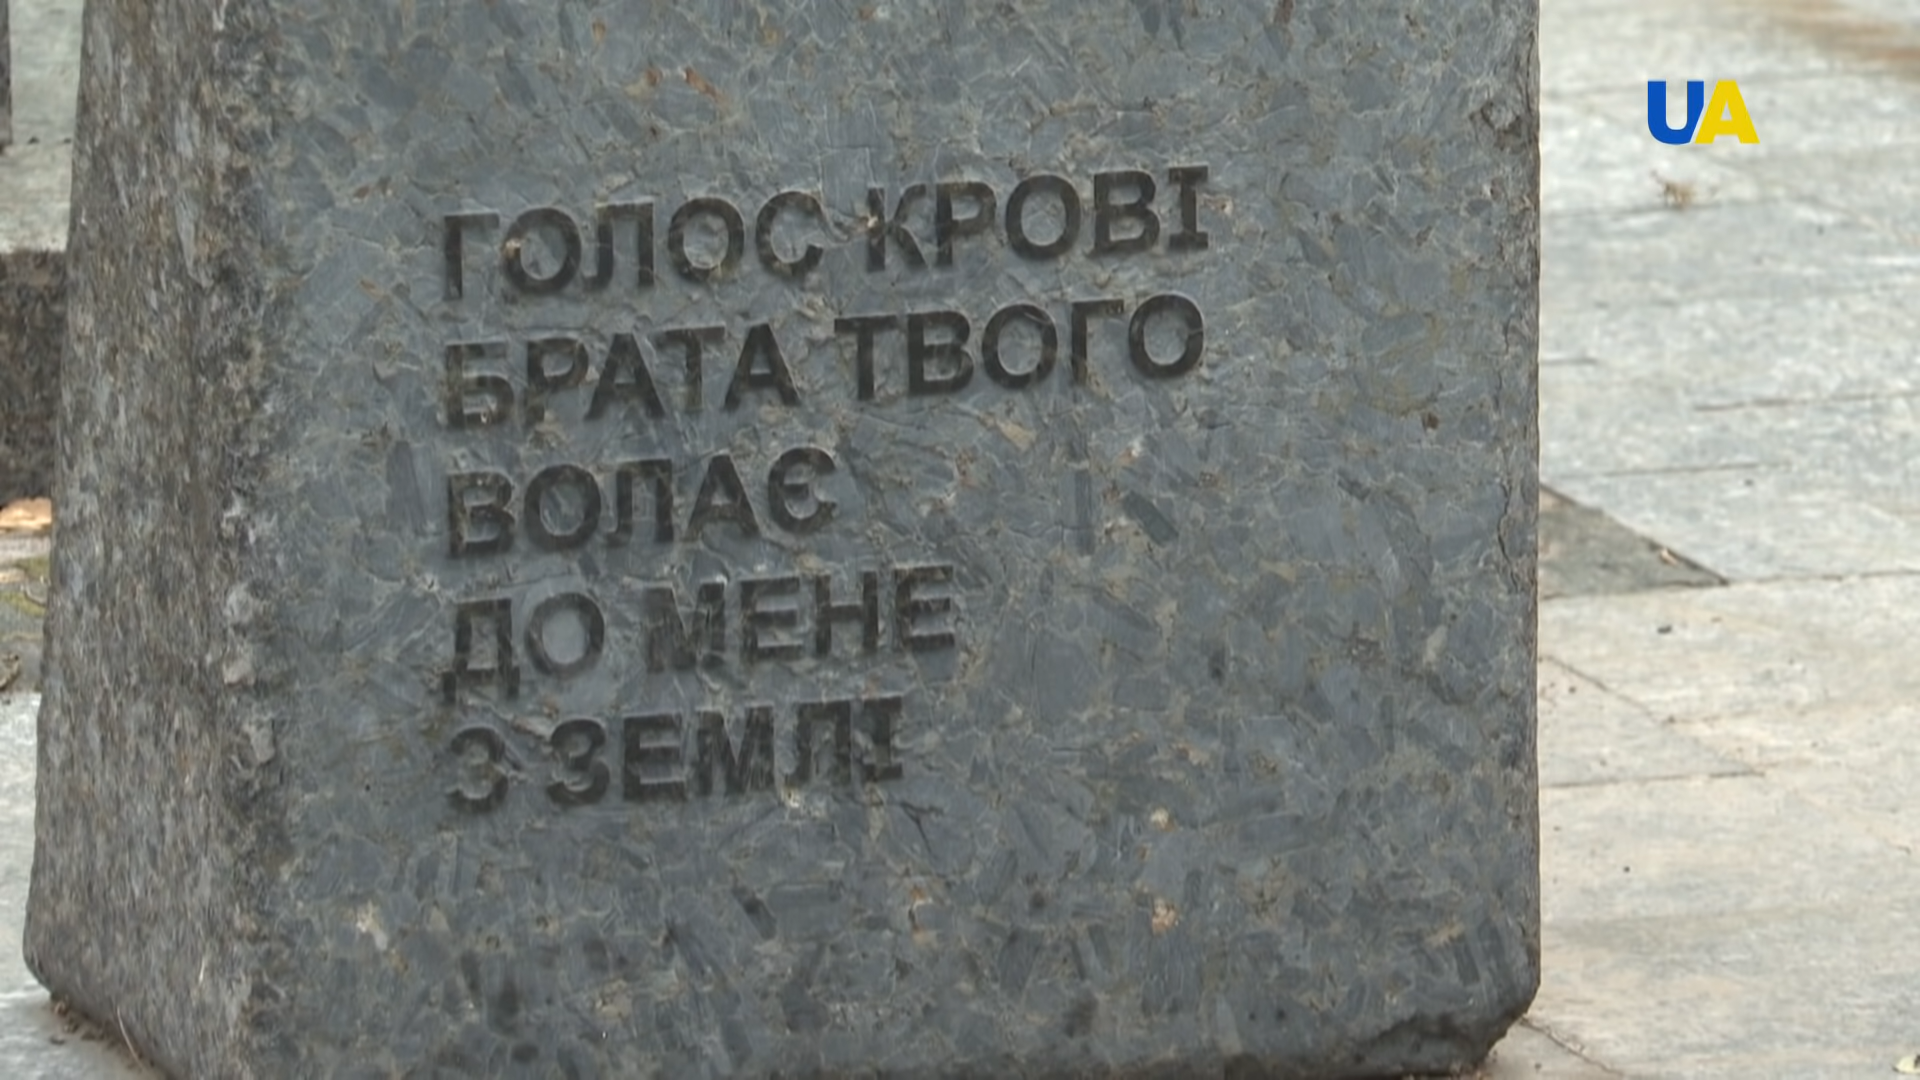 UA
ГОЛОС КРОВІ
БРАТА ТВОГО
ВОЛАЄ
ДО МЕНЕ
З ЗЕМЛІ